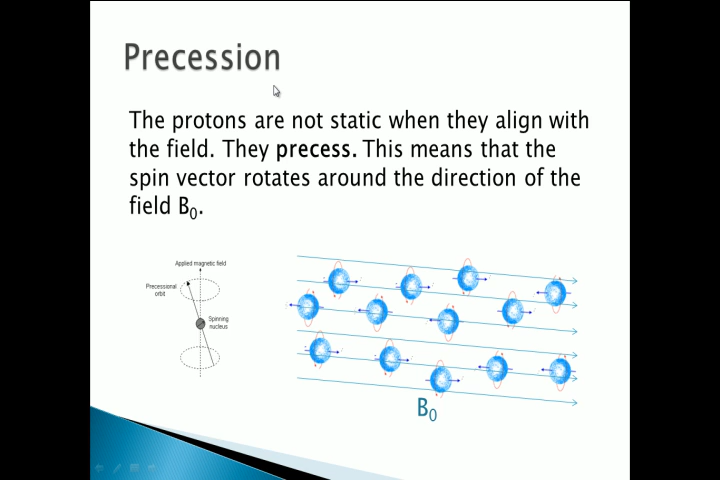 Precession
The protons are not static when they align with
the field. They precess. This means that the
spin vector rotates around the direction of the
field B₀.
Applied magnetic field
Precessional
orbit
Spinning
nucleus
B₀